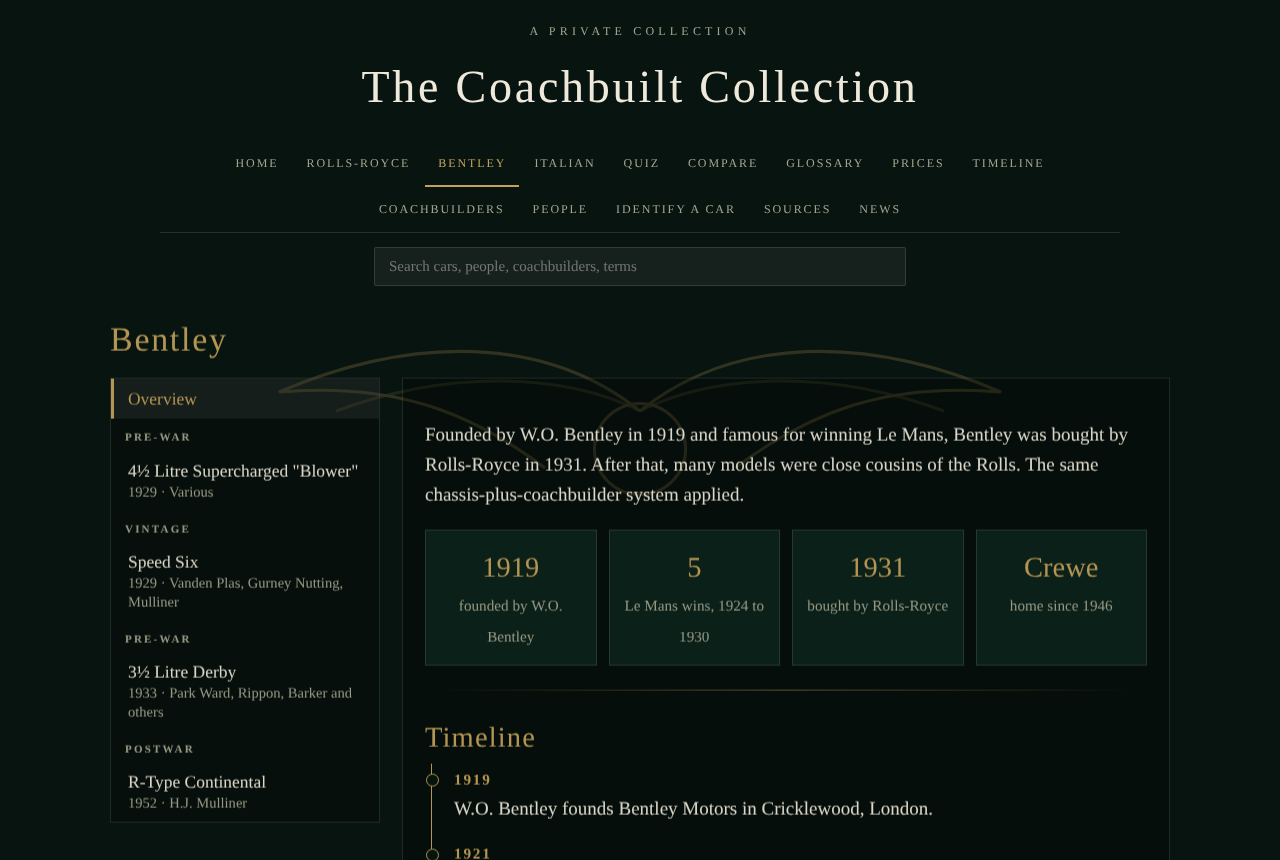 A PRIVATE COLLECTION
The Coachbuilt Collection
HOME ROLLS-ROYCE BENTLEY ITALIAN QUIZ COMPARE GLOSSARY PRICES TIMELINE
COACHBUILDERS PEOPLE IDENTIFY A CAR SOURCES NEWS
Search cars, people, coachbuilders, terms
Bentley
Overview
PRE-WAR
4½ Litre Supercharged "Blower"
1929 · Various
VINTAGE
Speed Six
1929 · Vanden Plas, Gurney Nutting,
Mulliner
PRE-WAR
3½ Litre Derby
1933 · Park Ward, Rippon, Barker and
others
POSTWAR
R-Type Continental
1952 · H.J. Mulliner
Founded by W.O. Bentley in 1919 and famous for winning Le Mans, Bentley was bought by
Rolls-Royce in 1931. After that, many models were close cousins of the Rolls. The same
chassis-plus-coachbuilder system applied.
1919
founded by W.O.
Bentley
5
Le Mans wins, 1924 to
1930
1931
bought by Rolls-Royce
Crewe
home since 1946
Timeline
1919
W.O. Bentley founds Bentley Motors in Cricklewood, London.
1921